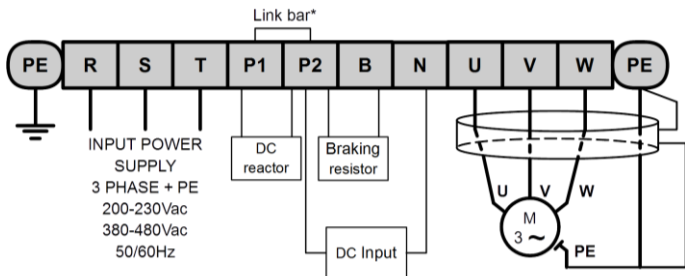 Link bar*
PE R S T P1 P2 B N U V W PE
INPUT POWER
SUPPLY
3 PHASE + PE
200-230Vac
380-480Vac
50/60Hz
DC
reactor
Braking
resistor
DC Input
U V W
M
3 ~
PE